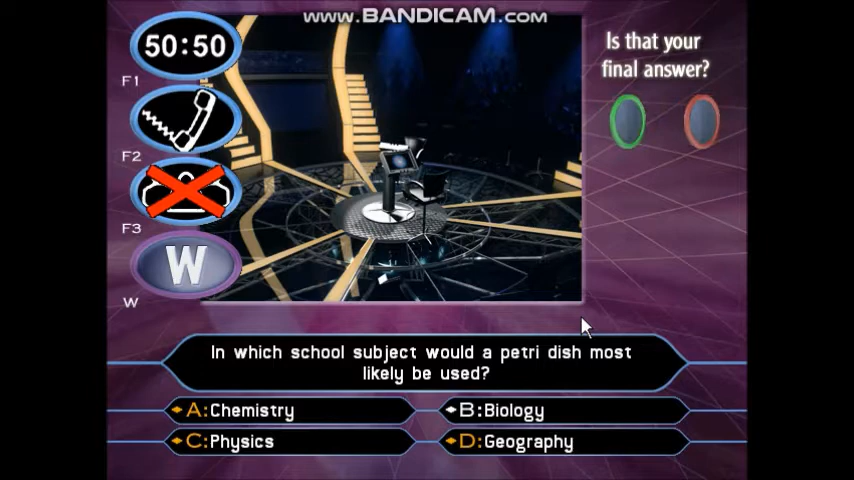 www.BANDICAM.com
50:50
F1
F2
F3
W
W
Is that your
final answer?
In which school subject would a petri dish most
likely be used?
A:Chemistry
B:Biology
C:Physics
D:Geography